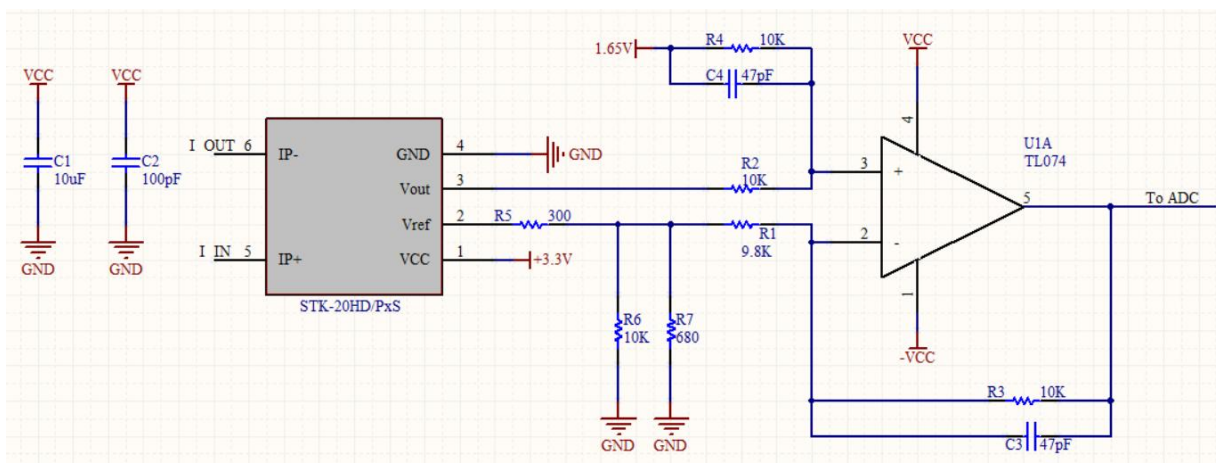 1.65V
R4 10K
C4 47pF
VCC
VCC VCC
C1
10uF
C2
100pF
GND GND
I OUT 6 IP-
I IN 5 IP+
GND 4 GND
Vout 3
Vref 2
VCC 1 +3.3V
STK-20HD/PxS
R2
10K
R5 300
R1
9.8K
R6
10K
R7
680
GND GND
4
U1A
TL074
3 +
2 -
5 To ADC
1
-VCC
R3 10K
C3 47pF